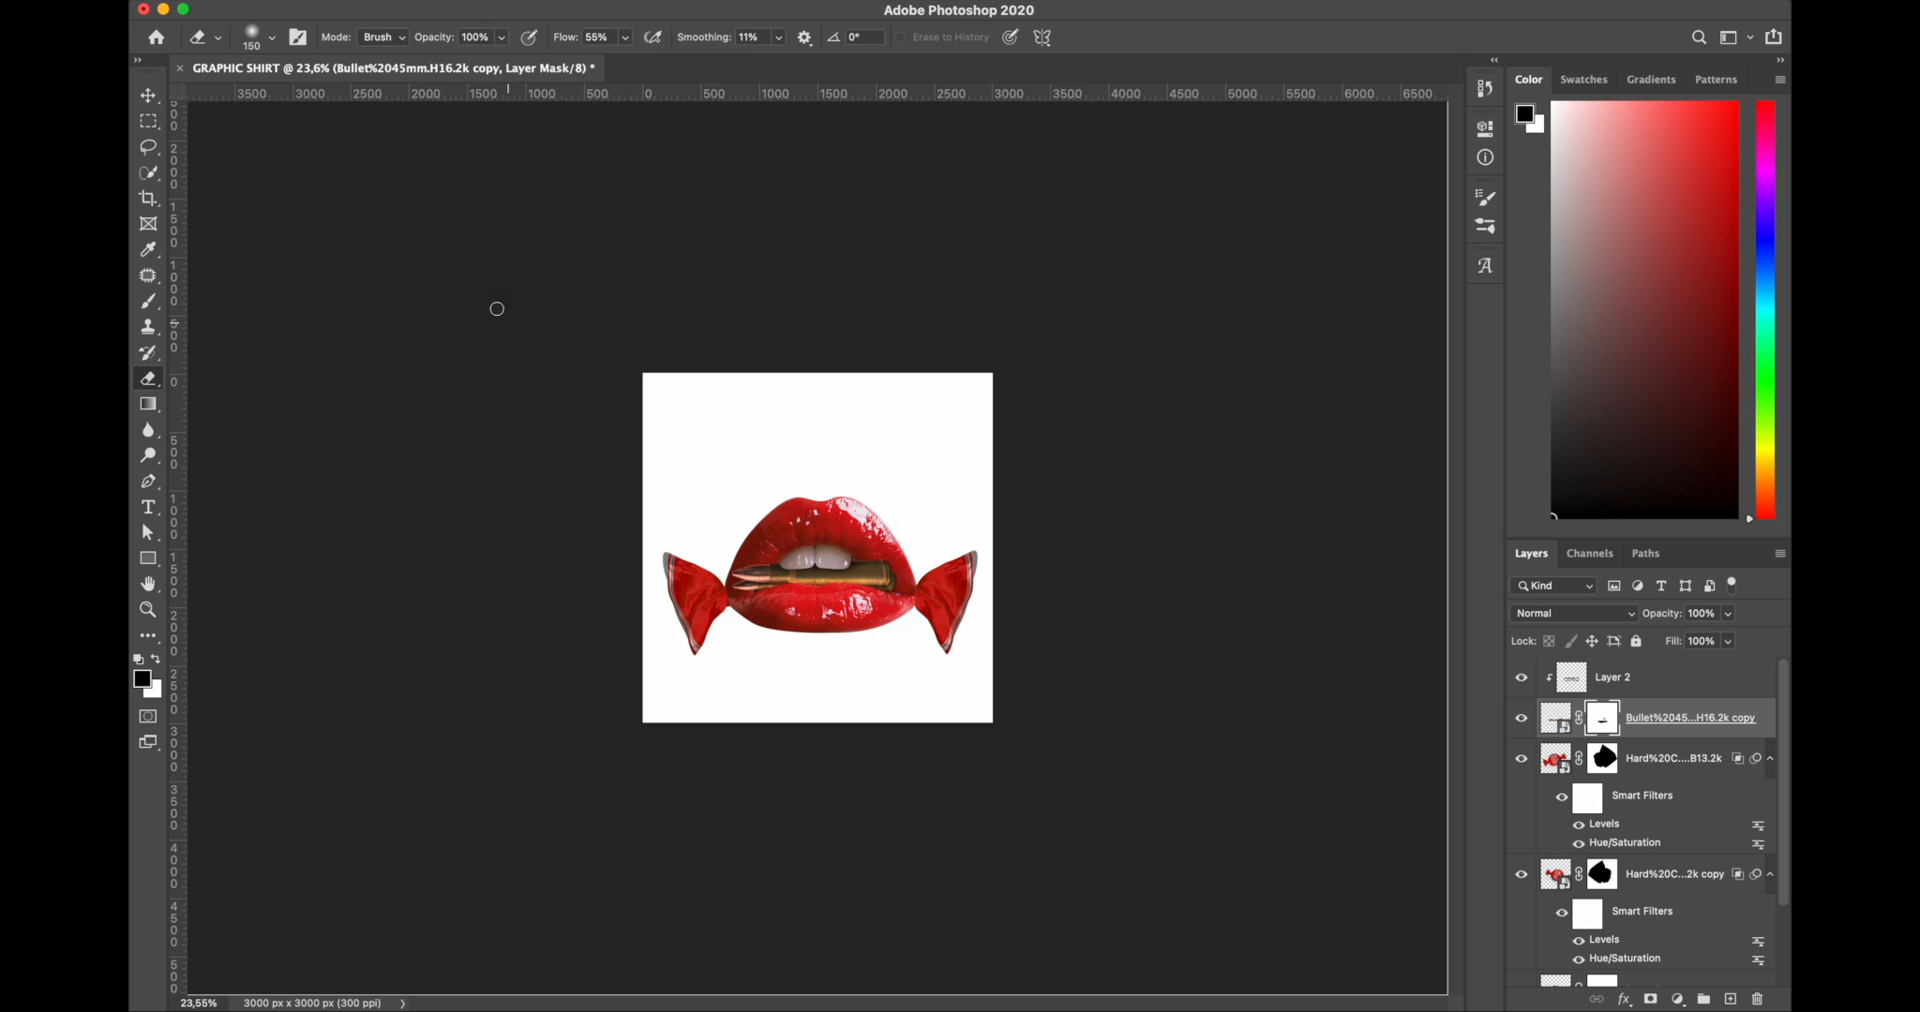 Adobe Photoshop 2020
150
Mode: Brush Opacity: 100% Flow: 55% Smoothing: 11% 0° Erase to History
GRAPHIC SHIRT @ 23,6% (Bullet%2045mm.H16.2k copy, Layer Mask/8) *
3500 3000 2500 2000 1500 1000 500 0 500 1000 1500 2000 2500 3000 3500 4000 4500 5000 5500 6000 6500
Color Swatches Gradients Patterns
Layers Channels Paths
Kind
Normal Opacity: 100%
Lock: Fill: 100%
Layer 2
Bullet%2045...H16.2k copy
Hard%20C....B13.2k
Smart Filters
Levels
Hue/Saturation
Hard%20C...2k copy
Smart Filters
Levels
Hue/Saturation
23,55% 3000 px x 3000 px (300 ppi)